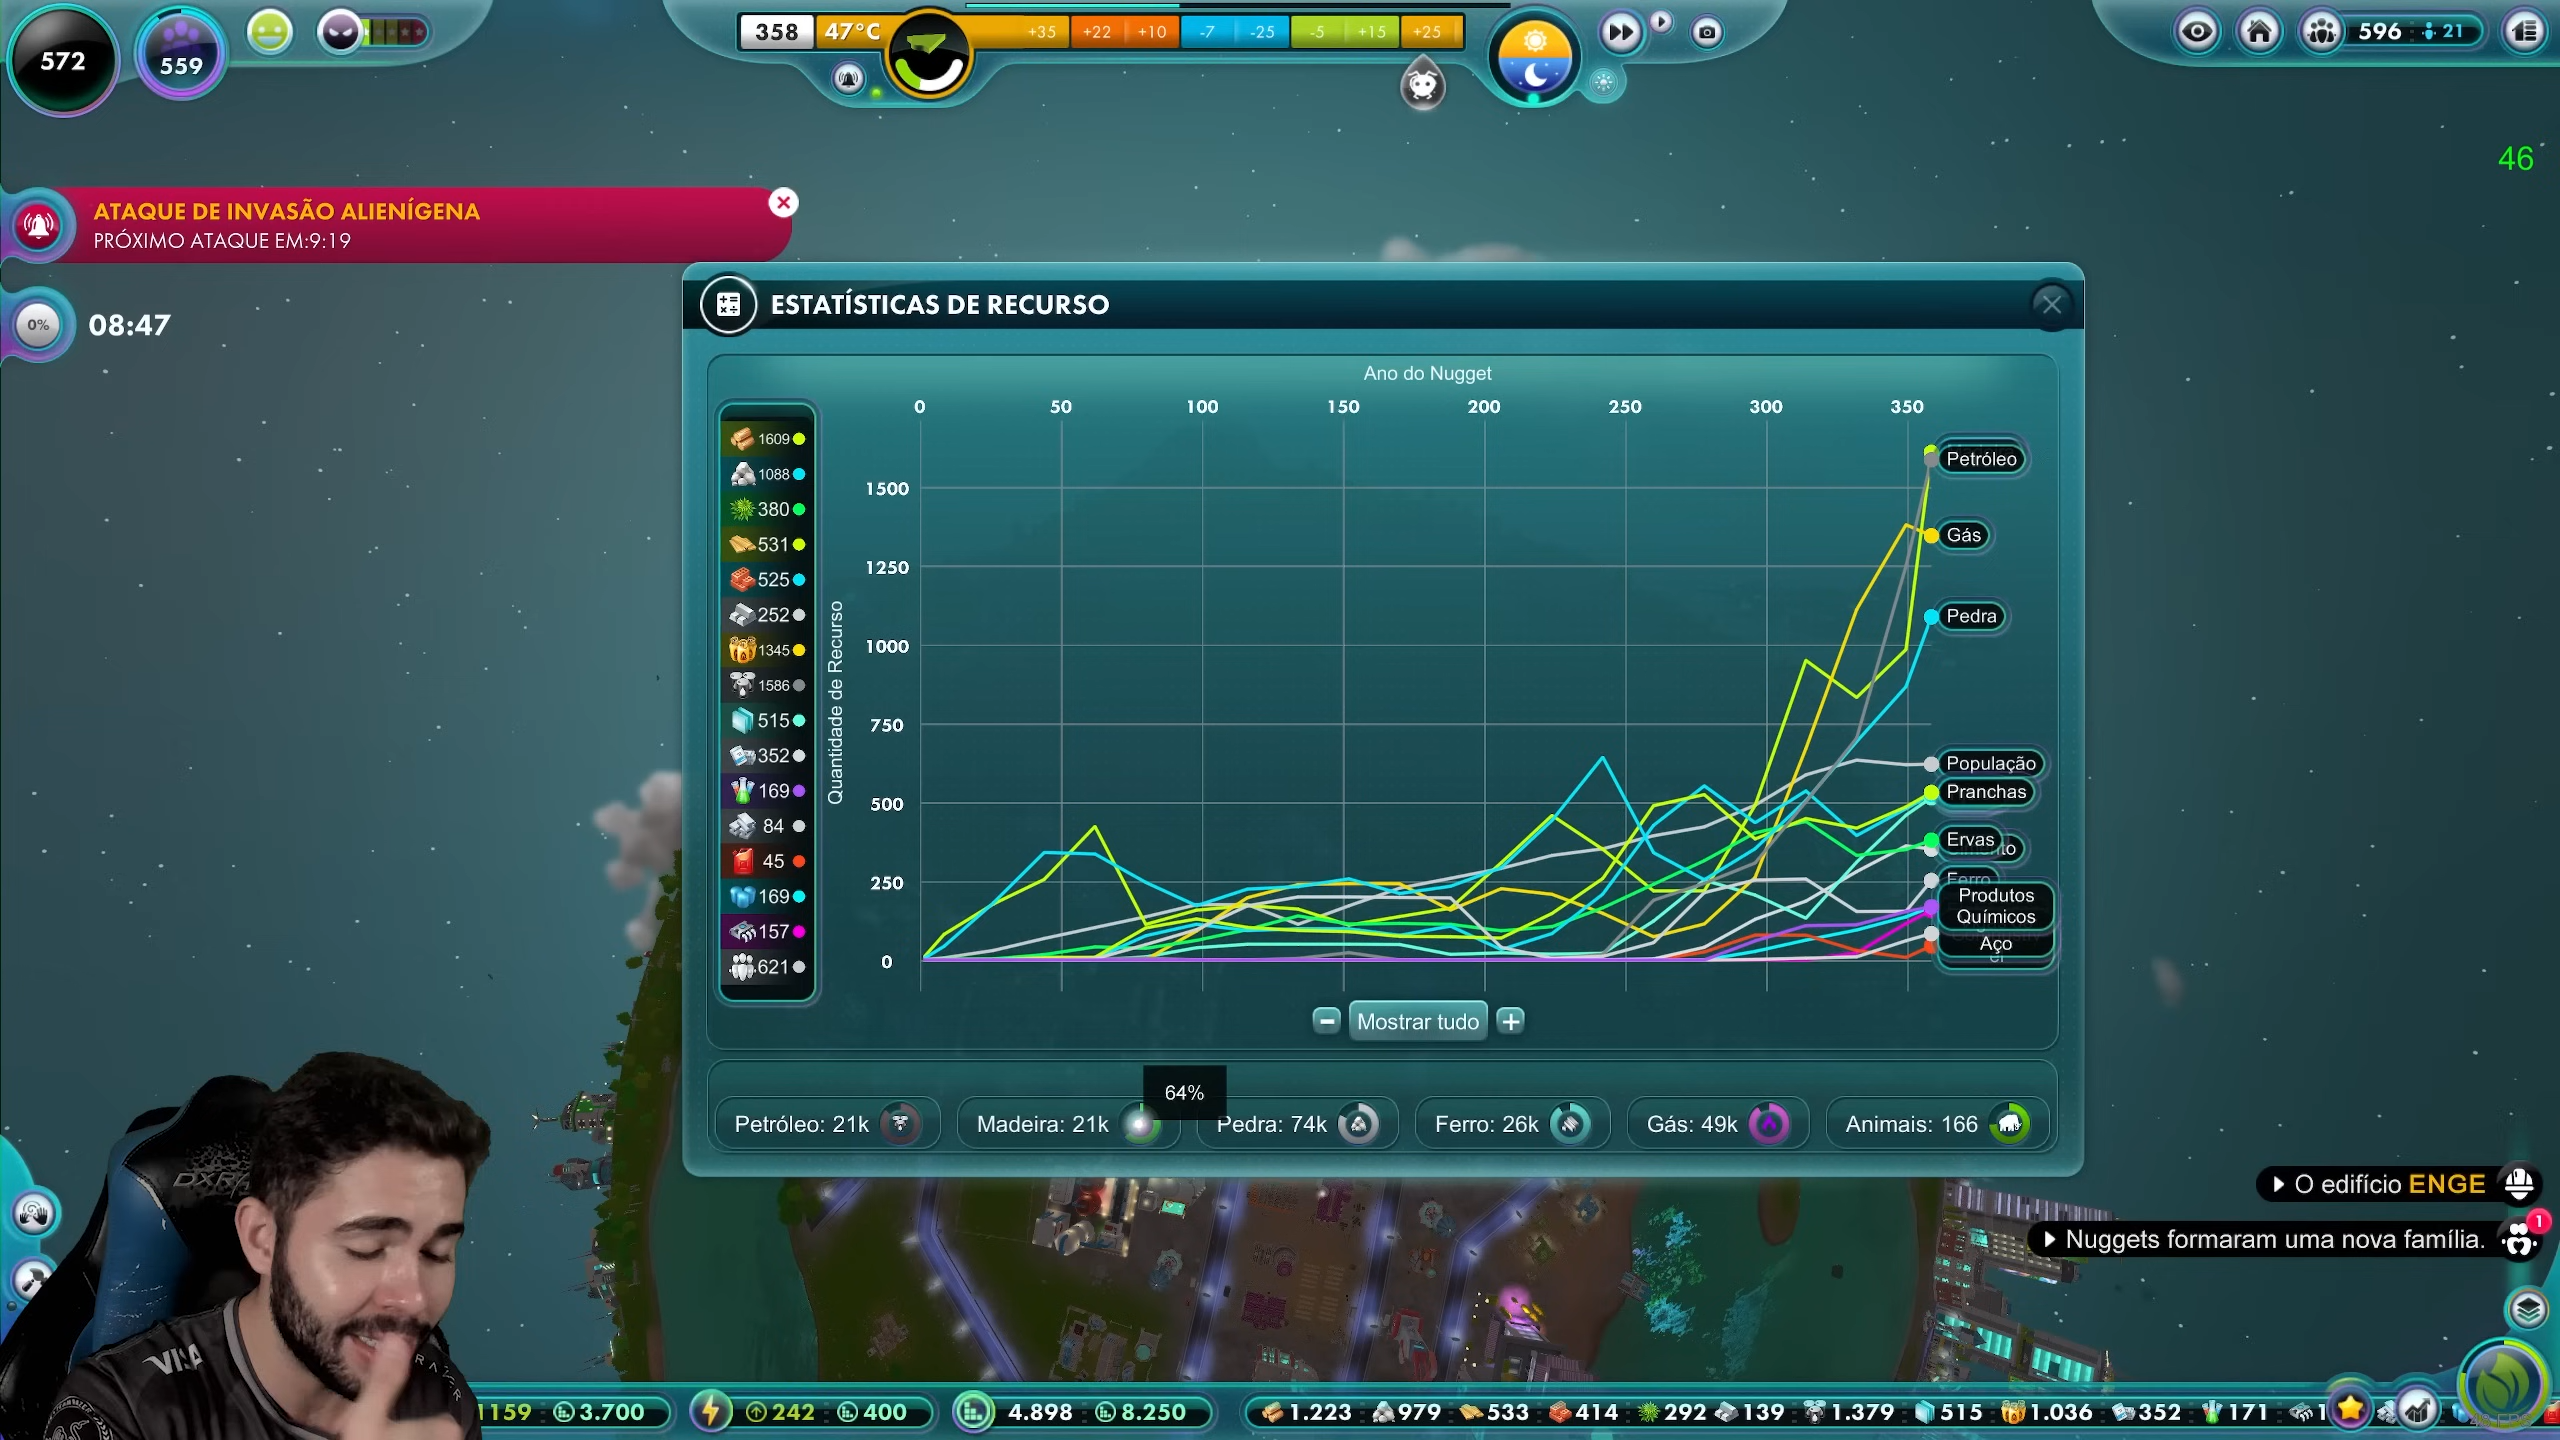 572
559
358
47°C
+35
+22
+10
-7
-25
-5
+15
+25
596
21
46
ATAQUE DE INVASÃO ALIENÍGENA
PRÓXIMO ATAQUE EM:9:19
0%
08:47
ESTATÍSTICAS DE RECURSO
Ano do Nugget
0 50 100 150 200 250 300 350
1609
1088
380
531
525
252
1345
1586
515
352
169
84
45
169
157
621
Quantidade de Recurso
1500
1250
1000
750
500
250
0
Petróleo
Gás
Pedra
População
Pranchas
Ervas
Ferro
Produtos
Químicos
Aço
Mostrar tudo
64%
Petróleo: 21k
Madeira: 21k
Pedra: 74k
Ferro: 26k
Gás: 49k
Animais: 166
O edifício ENGE
1
Nuggets formaram uma nova família.
VISA
RAZER
1159
3.700
242
400
4.898
8.250
1.223
979
533
414
292
139
1.379
515
1.036
352
171